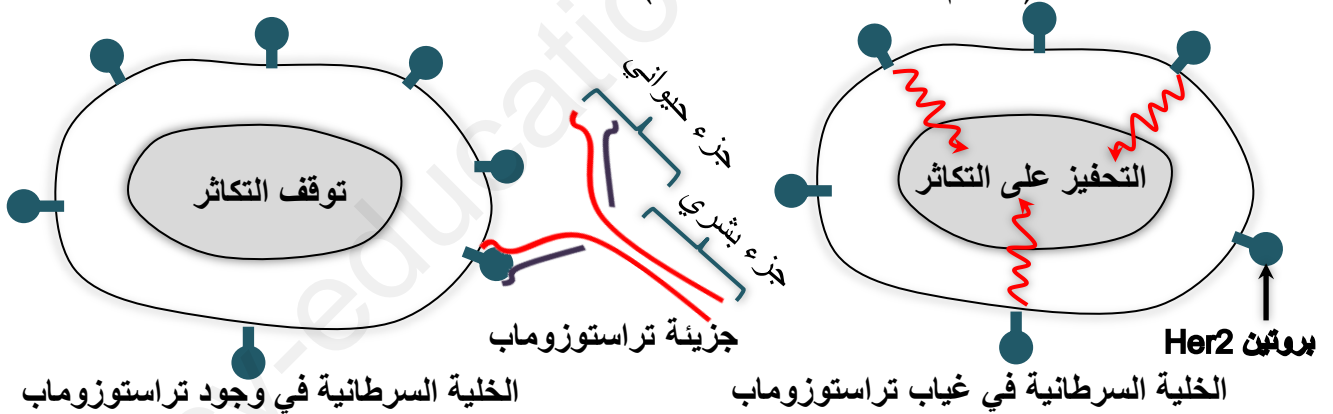 جزء حيواني
التحفيز على التكاثر
توقف التكاثر
جزء بشري
بروتين Her2
جزيئة تراستوزوماب
الخلية السرطانية في غياب تراستوزوماب
الخلية السرطانية في وجود تراستوزوماب